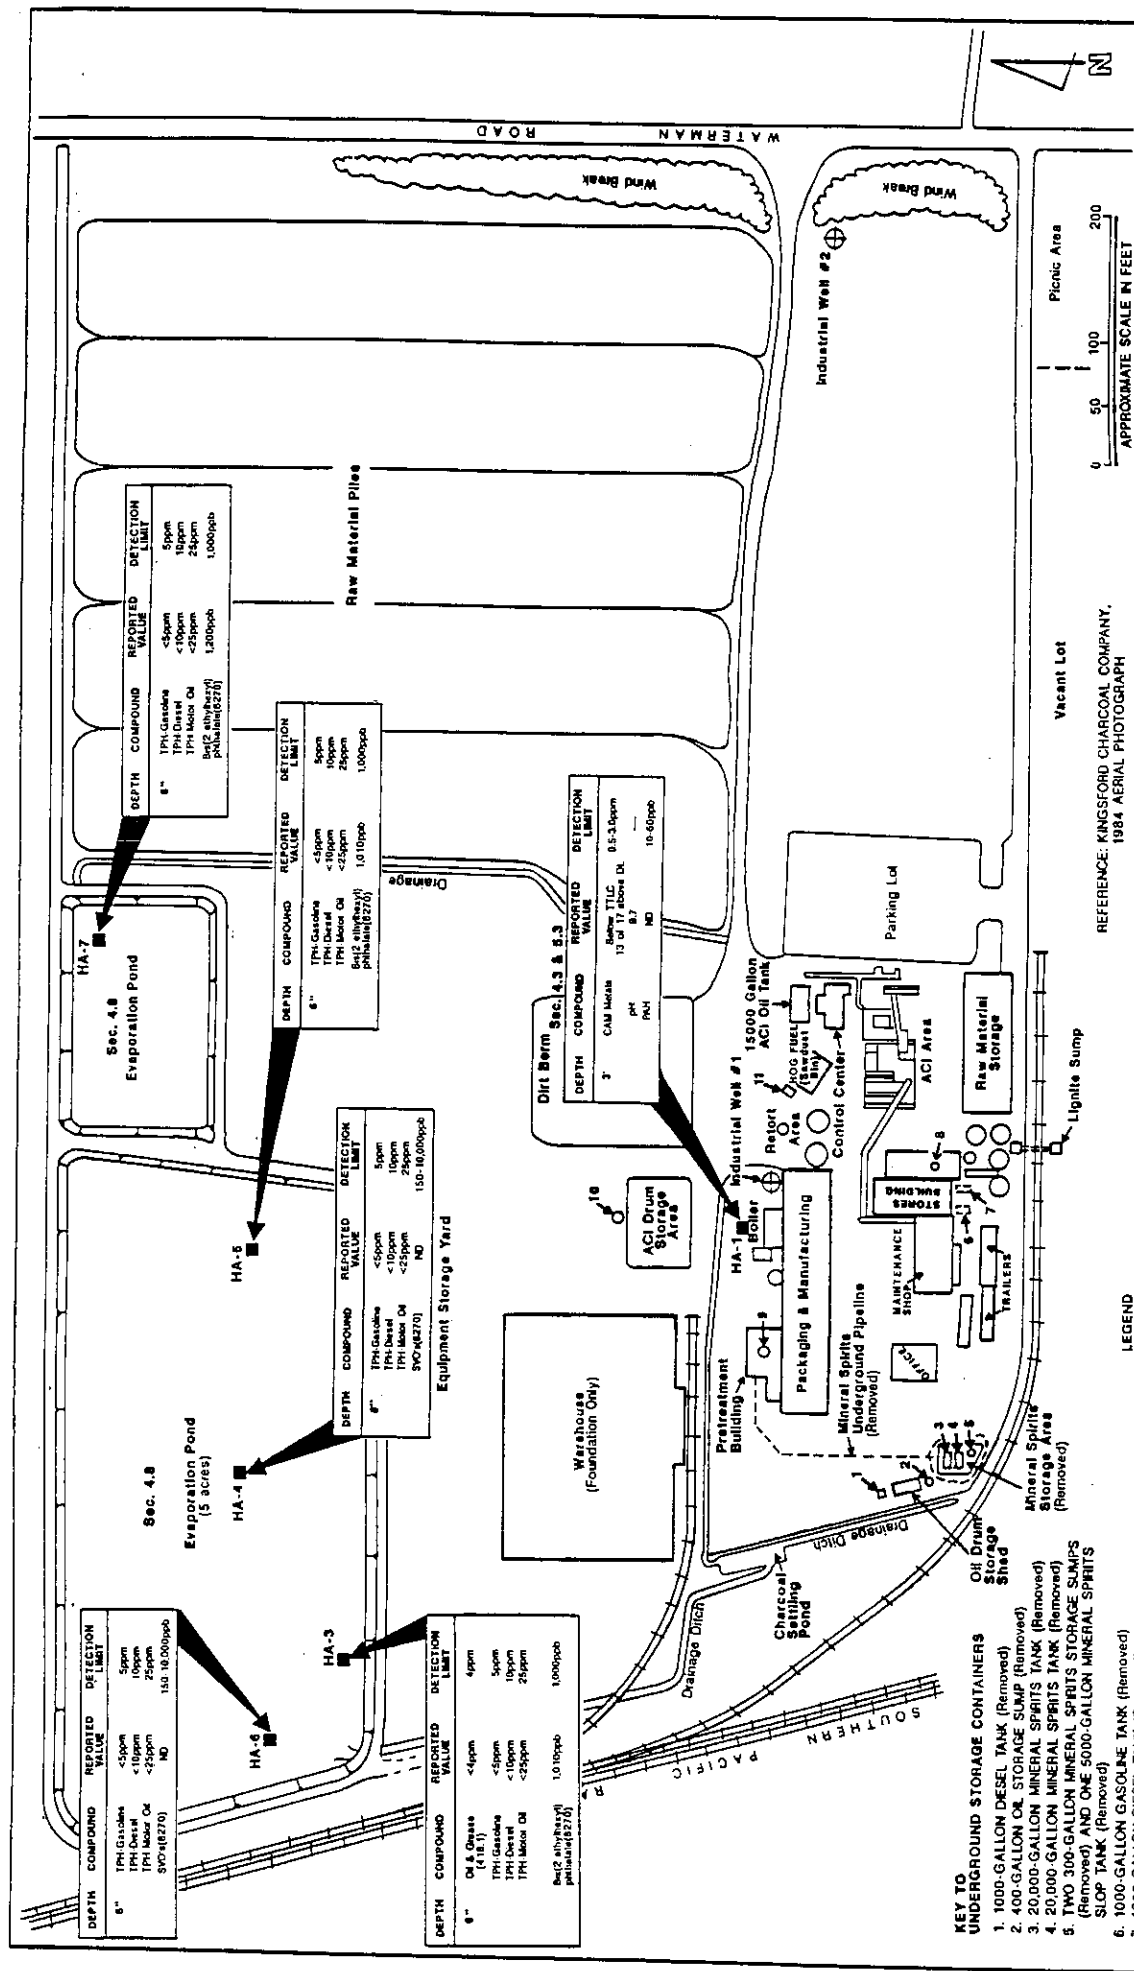 WATERMAN ROAD
N
Wind Break
Wind Break
Industrial Well #2
Picnic Area
0 50 100 200
APPROXIMATE SCALE IN FEET
Raw Material Piles
Vacant Lot
REFERENCE: KINGSFORD CHARCOAL COMPANY,
1984 AERIAL PHOTOGRAPH
HA-7
Sec. 4.8
Evaporation Pond
DEPTH COMPOUND REPORTED VALUE DETECTION LIMIT
6" TPH-Gasoline <5ppm 5ppm
TPH-Diesel <10ppm 10ppm
TPH Motor Oil <25ppm 25ppm
Bis(2 ethylhexyl) phthalate(8270) 1,200ppb 1,000ppb
HA-5
DEPTH COMPOUND REPORTED VALUE DETECTION LIMIT
6" TPH-Gasoline <5ppm 5ppm
TPH-Diesel <10ppm 10ppm
TPH-Motor Oil <25ppm 25ppm
Bis(2 ethylhexyl) phthalate(8270) 1,010ppb 1,000ppb
Drainage
HA-4
Sec. 4.8
Evaporation Pond
(5 acres)
DEPTH COMPOUND REPORTED VALUE DETECTION LIMIT
6" TPH-Gasoline <5ppm 5ppm
TPH-Diesel <10ppm 10ppm
TPH-Motor Oil <25ppm 25ppm
SVO's(8270) ND 150-10,000ppb
Equipment Storage Yard
HA-6
DEPTH COMPOUND REPORTED VALUE DETECTION LIMIT
6" TPH-Gasoline <5ppm 5ppm
TPH-Diesel <10ppm 10ppm
TPH Motor Oil <25ppm 25ppm
SVO's(8270) ND 150-10,000ppb
HA-3
DEPTH COMPOUND REPORTED VALUE DETECTION LIMIT
6" Oil & Grease (418.1) <4ppm 4ppm
TPH-Gasoline <5ppm 5ppm
TPH-Diesel <10ppm 10ppm
TPH-Motor Oil <25ppm 25ppm
Bis(2 ethylhexyl) phthalate(8270) 1,010ppb 1,000ppb
Dirt Berm
Sec. 4.3 & 5.3
DEPTH COMPOUND REPORTED VALUE DETECTION LIMIT
3' CAM Metals Below TTLC 0.5-3.0ppm
13 of 17 above DL
pH 8.7 —
PAH ND 10-60ppb
HA-1
Boiler
Industrial Well #1
Retort Area
11
HOG FUEL
(Sawdust Bin)
15000 Gallon
ACI Oil Tank
Control Center
ACI Area
Parking Lot
Raw Material
Storage
Lignite Sump
10
ACI Drum
Storage
Area
Warehouse
(Foundation Only)
Pretreatment
Building
9
Packaging & Manufacturing
Mineral Spirits
Underground Pipeline
(Removed)
MAINTENANCE
SHOP
STORES
BUILDING
8
7
6
TRAILERS
OFFICE
1
2
3
4
5
Mineral Spirits
Storage Area
(Removed)
Oil Drum
Storage
Shed
Drainage Ditch
Charcoal
Settling
Pond
Drainage Ditch
SOUTHERN PACIFIC R
LEGEND
KEY TO
UNDERGROUND STORAGE CONTAINERS
1. 1000-GALLON DIESEL TANK (Removed)
2. 400-GALLON OIL STORAGE SUMP (Removed)
3. 20,000-GALLON MINERAL SPIRITS TANK (Removed)
4. 20,000-GALLON MINERAL SPIRITS TANK (Removed)
5. TWO 300-GALLON MINERAL SPIRITS STORAGE SUMPS
(Removed) AND ONE 5000-GALLON MINERAL SPIRITS
SLOP TANK (Removed)
6. 1000-GALLON GASOLINE TANK (Removed)